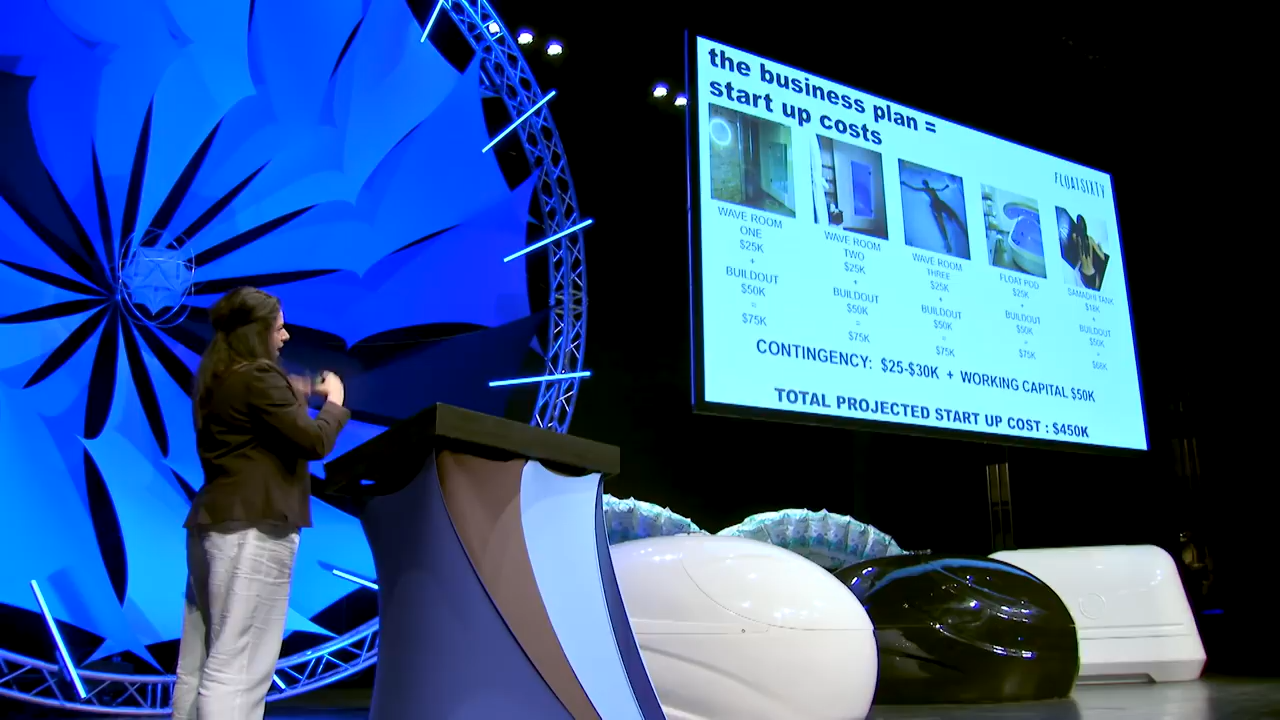 the business plan =
start up costs
FLOATSIXTY
WAVE ROOM
ONE
$25K
+
BUILDOUT
$50K
=
$75K
WAVE ROOM
TWO
$25K
+
BUILDOUT
$50K
=
$75K
WAVE ROOM
THREE
$25K
+
BUILDOUT
$50K
=
$75K
FLOAT POD
$25K
+
BUILDOUT
$50K
=
$75K
SAMADHI TANK
$18K
+
BUILDOUT
$50K
=
$68K
CONTINGENCY: $25-$30K + WORKING CAPITAL $50K
TOTAL PROJECTED START UP COST : $450K